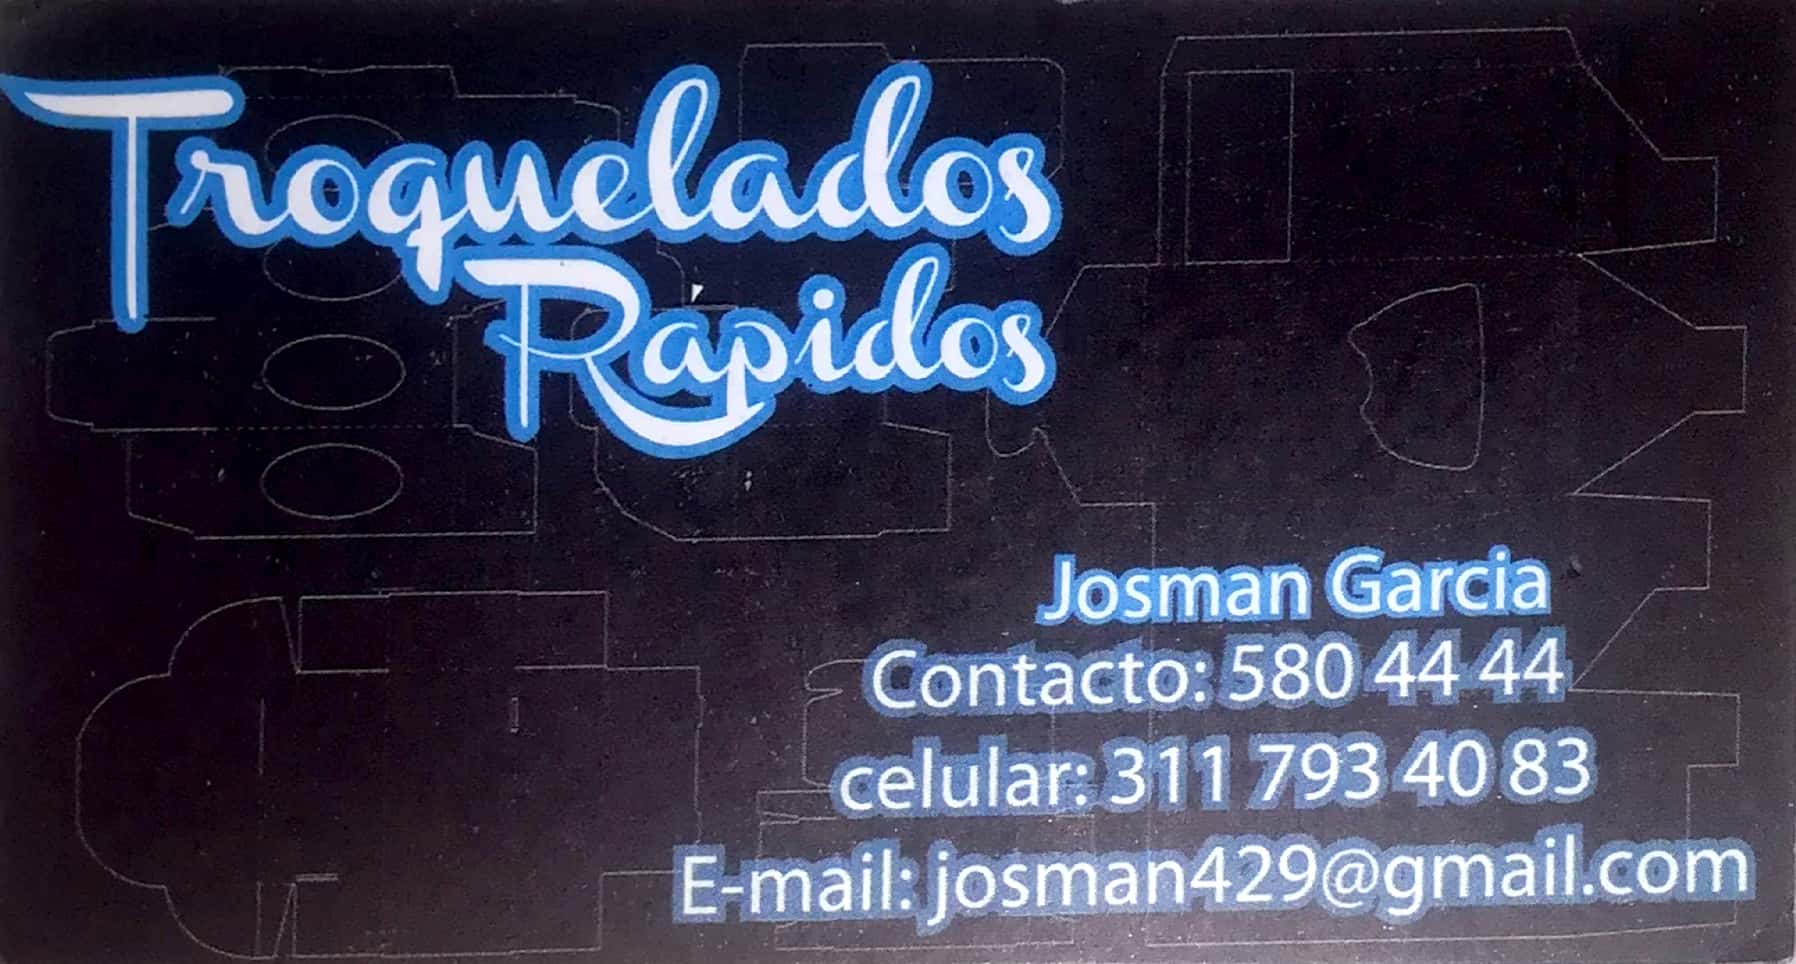 Troquelados
Rápidos
Josman Garcia
Contacto: 580 44 44
celular: 311 793 40 83
E-mail: josman429@gmail.com